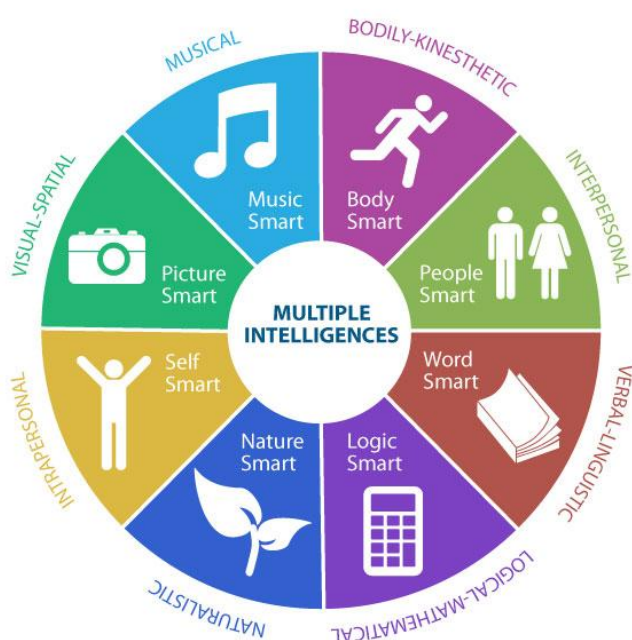 MUSICAL
BODILY-KINESTHETIC
VISUAL-SPATIAL
INTERPERSONAL
Music
Smart
Body
Smart
Picture
Smart
People
Smart
MULTIPLE
INTELLIGENCES
Self
Smart
Word
Smart
Nature
Smart
Logic
Smart
INTRAPERSONAL
VERBAL-LINGUISTIC
NATURALISTIC
LOGICAL-MATHEMATICAL